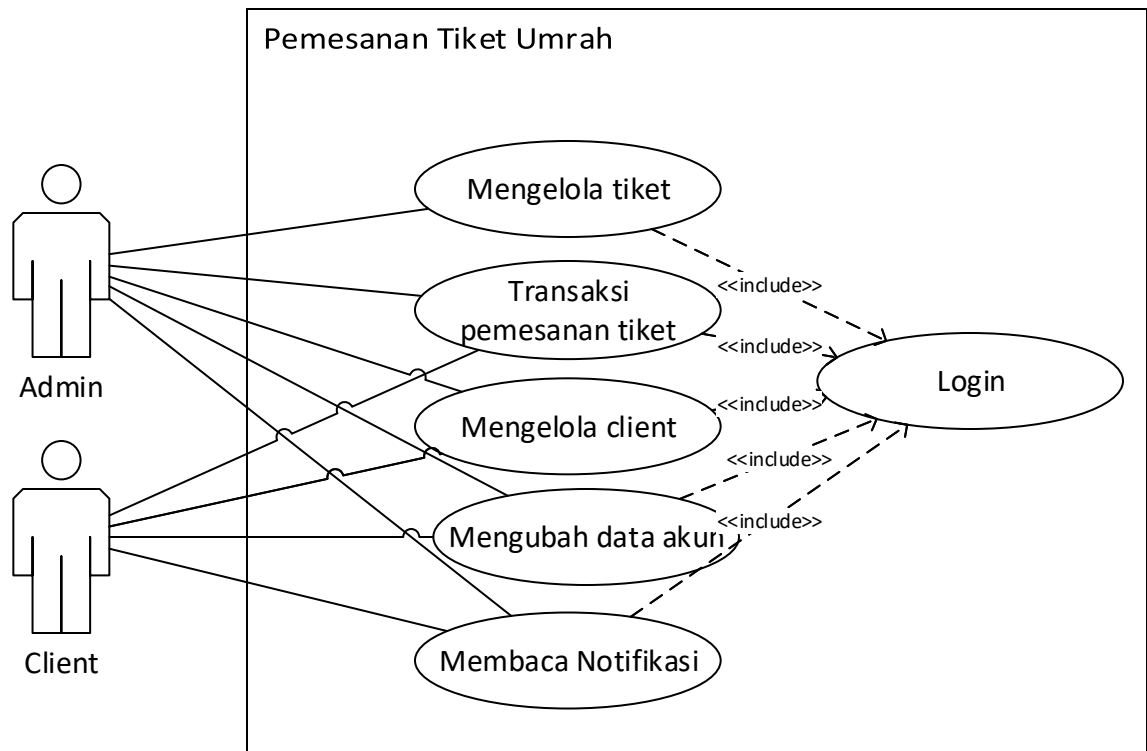 Pemesanan Tiket Umrah
Mengelola tiket
<<include>>
Transaksi
pemesanan tiket
<<include>>
Login
Admin
<<include>>
Mengelola client
<<include>>
<<include>>
Mengubah data akun
Client
Membaca Notifikasi